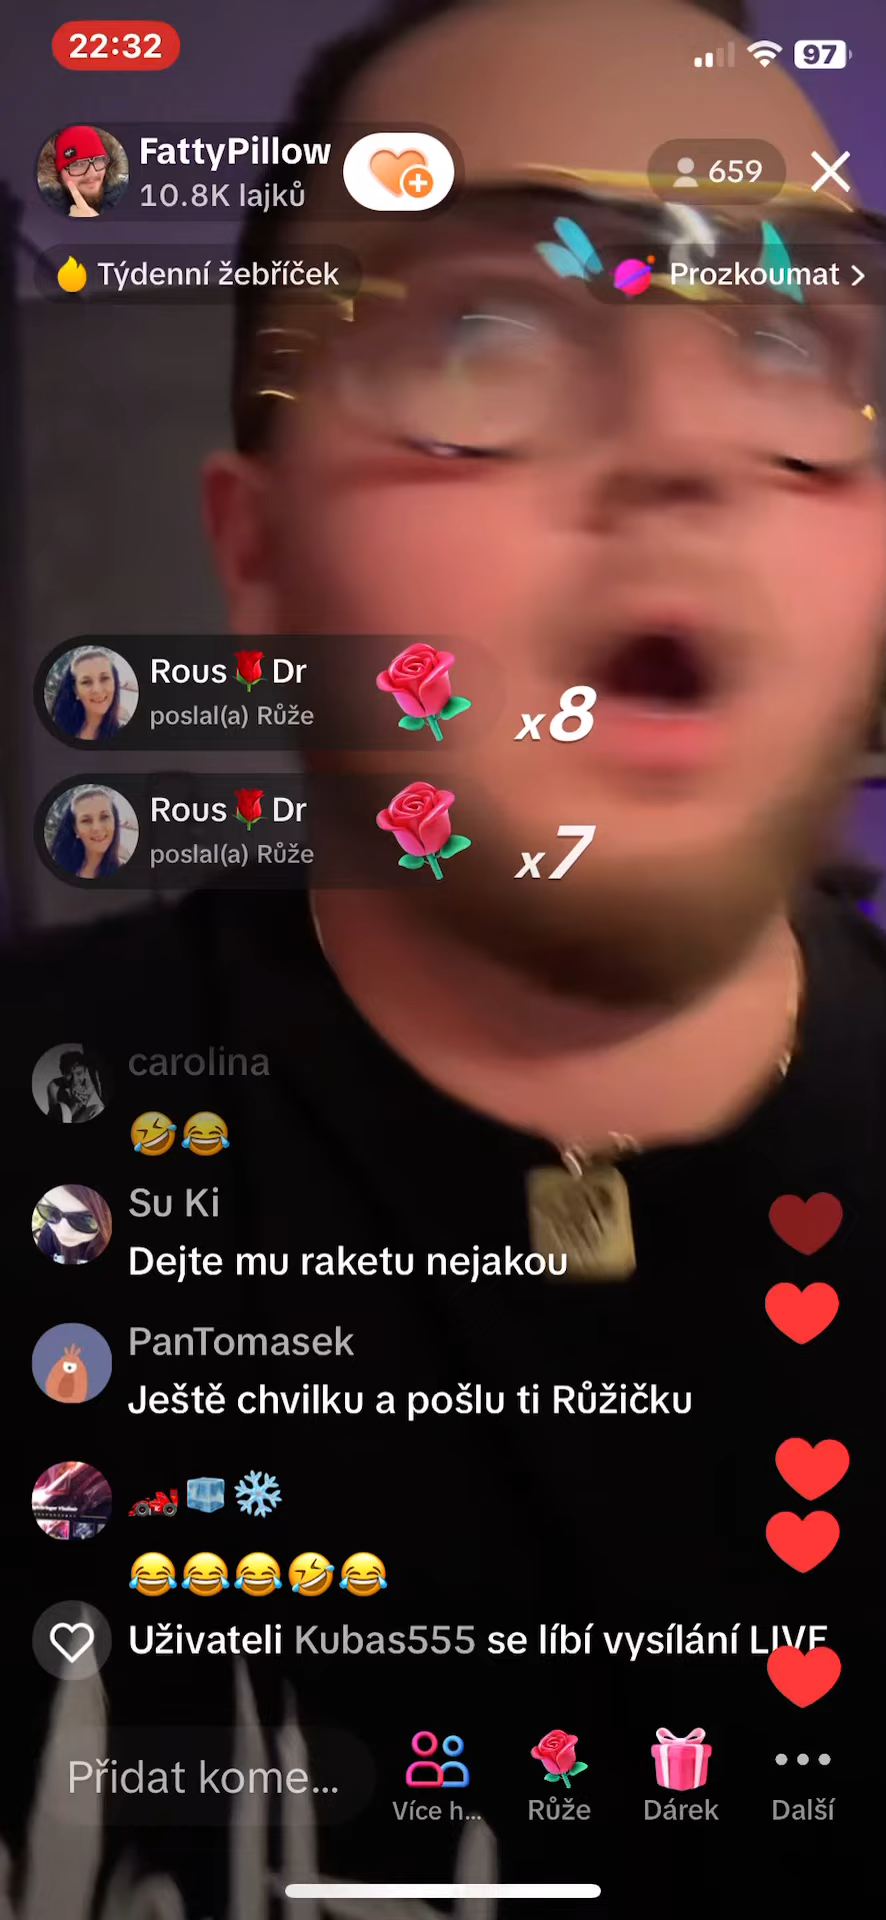 22:32
97
FattyPillow
10.8K lajků
659
Týdenní žebříček
Prozkoumat >
Rous🌹Dr
poslal(a) Růže
x8
Rous🌹Dr
poslal(a) Růže
x7
carolina
🤣😂
Su Ki
Dejte mu raketu nejakou
PanTomasek
Ještě chvilku a pošlu ti Růžičku
🏎️🧊❄️
😂😂😂🤣😂
Uživateli Kubas555 se líbí vysílání LIVE
Přidat kome...
Více h...
Růže
Dárek
Další